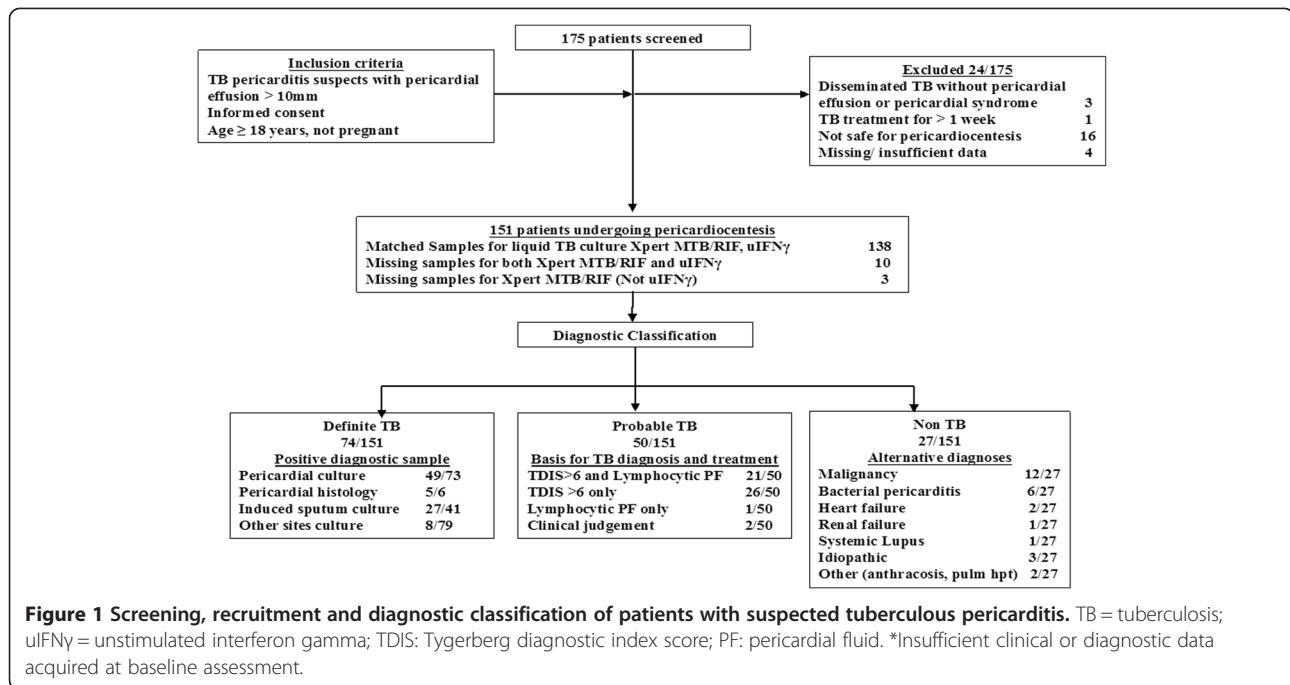 175 patients screened
Inclusion criteria
TB pericarditis suspects with pericardial
effusion > 10mm
Informed consent
Age ≥ 18 years, not pregnant
Excluded 24/175
Disseminated TB without pericardial
effusion or pericardial syndrome 3
TB treatment for > 1 week 1
Not safe for pericardiocentesis 16
Missing/ insufficient data 4
151 patients undergoing pericardiocentesis
Matched Samples for liquid TB culture Xpert MTB/RIF, uIFNγ 138
Missing samples for both Xpert MTB/RIF and uIFNγ 10
Missing samples for Xpert MTB/RIF (Not uIFNγ) 3
Diagnostic Classification
Definite TB
74/151
Positive diagnostic sample
Pericardial culture 49/73
Pericardial histology 5/6
Induced sputum culture 27/41
Other sites culture 8/79
Probable TB
50/151
Basis for TB diagnosis and treatment
TDIS>6 and Lymphocytic PF 21/50
TDIS >6 only 26/50
Lymphocytic PF only 1/50
Clinical judgement 2/50
Non TB
27/151
Alternative diagnoses
Malignancy 12/27
Bacterial pericarditis 6/27
Heart failure 2/27
Renal failure 1/27
Systemic Lupus 1/27
Idiopathic 3/27
Other (anthracosis, pulm hpt) 2/27
Figure 1 Screening, recruitment and diagnostic classification of patients with suspected tuberculous pericarditis. TB = tuberculosis;
uIFNγ = unstimulated interferon gamma; TDIS: Tygerberg diagnostic index score; PF: pericardial fluid. *Insufficient clinical or diagnostic data
acquired at baseline assessment.